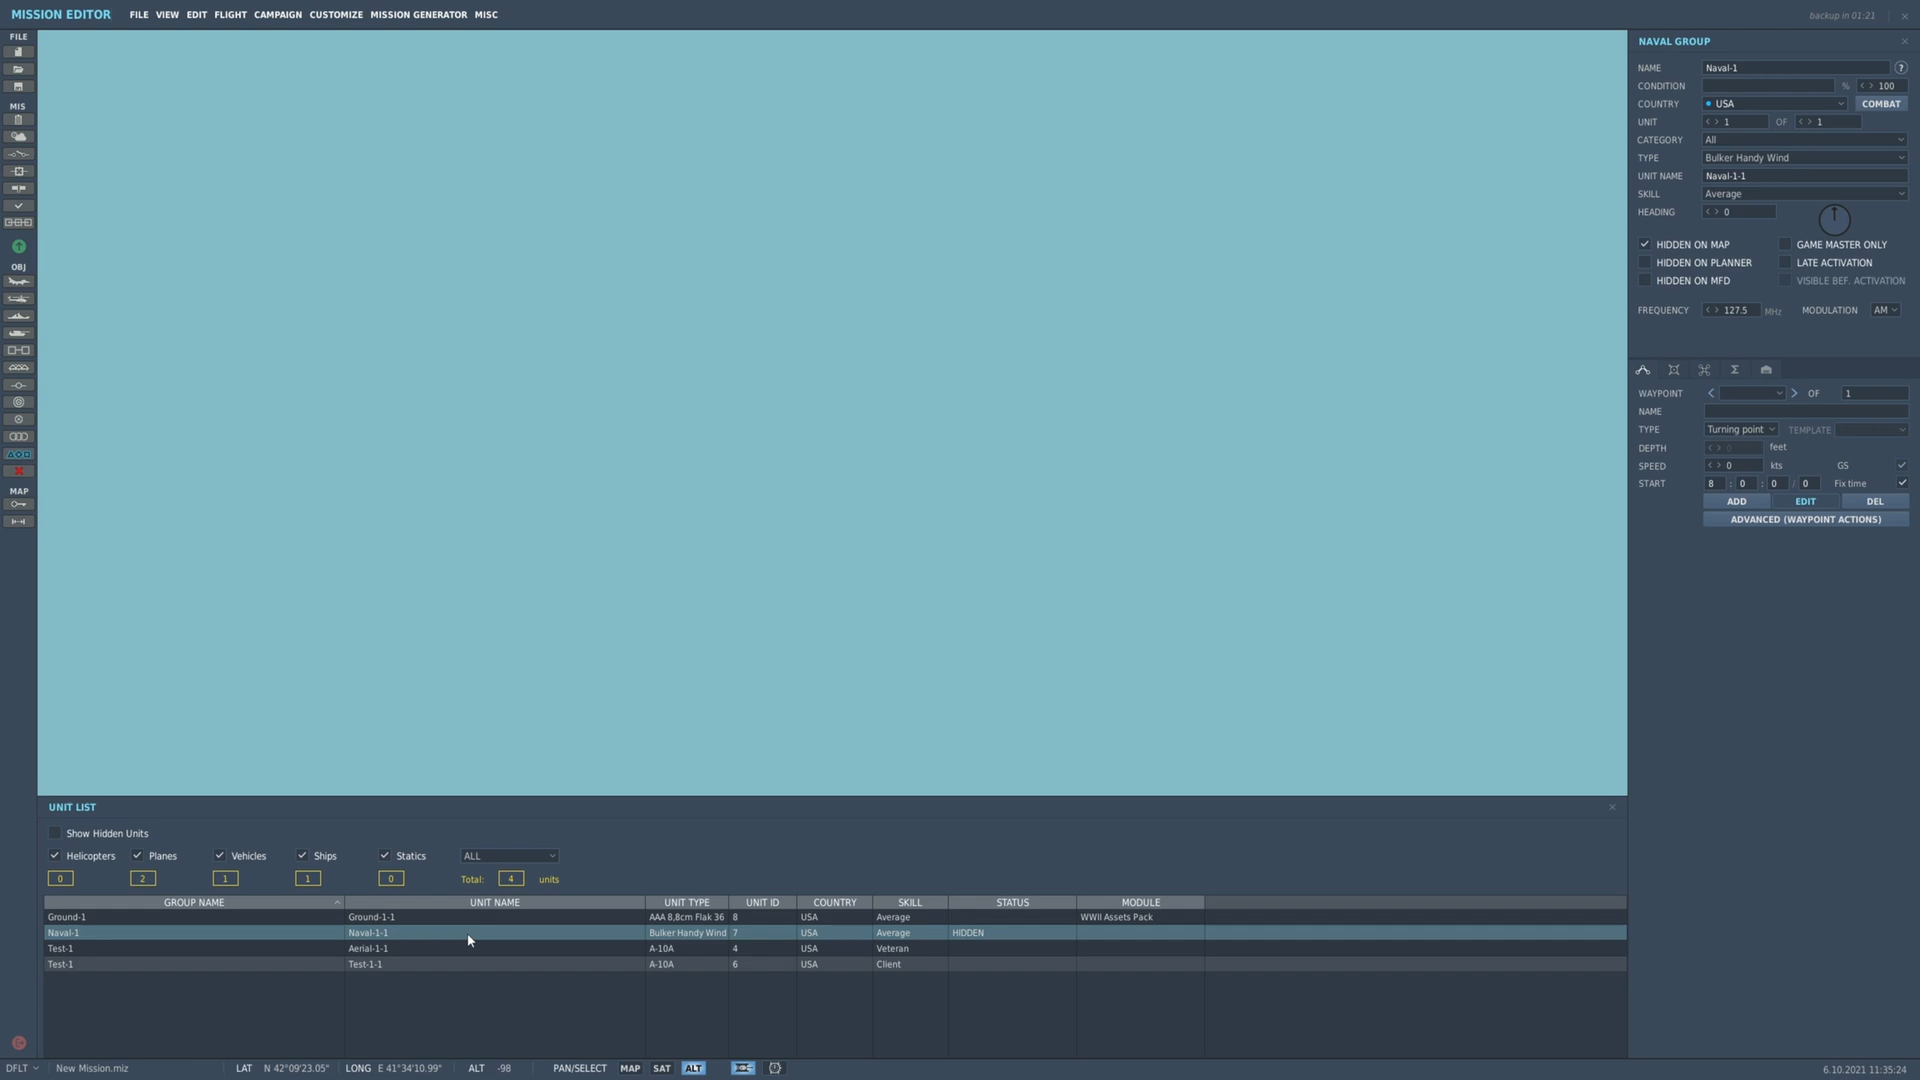 MISSION EDITOR FILE VIEW EDIT FLIGHT CAMPAIGN CUSTOMIZE MISSION GENERATOR MISC backup in 01:21
FILE
MIS
OBJ
MAP
NAVAL GROUP
NAME Naval-1 ?
CONDITION % < > 100
COUNTRY USA COMBAT
UNIT < > 1 OF < > 1
CATEGORY All
TYPE Bulker Handy Wind
UNIT NAME Naval-1-1
SKILL Average
HEADING < > 0
HIDDEN ON MAP GAME MASTER ONLY
HIDDEN ON PLANNER LATE ACTIVATION
HIDDEN ON MFD VISIBLE BEF. ACTIVATION
FREQUENCY < > 127.5 MHz MODULATION AM
Σ
WAYPOINT < > OF 1
NAME
TYPE Turning point TEMPLATE
DEPTH < > 0 feet
SPEED < > 0 kts GS
START 8 : 0 : 0 / 0 Fix time
ADD EDIT DEL
ADVANCED (WAYPOINT ACTIONS)
UNIT LIST
Show Hidden Units
Helicopters Planes Vehicles Ships Statics ALL
0 2 1 1 0 Total: 4 units
GROUP NAME UNIT NAME UNIT TYPE UNIT ID COUNTRY SKILL STATUS MODULE
Ground-1 Ground-1-1 AAA 8,8cm Flak 36 8 USA Average WWII Assets Pack
Naval-1 Naval-1-1 Bulker Handy Wind 7 USA Average HIDDEN
Test-1 Aerial-1-1 A-10A 4 USA Veteran
Test-1 Test-1-1 A-10A 6 USA Client
DFLT New Mission.miz LAT N 42°09'23.05" LONG E 41°34'10.99" ALT -98 PAN/SELECT MAP SAT ALT 6.10.2021 11:35:24